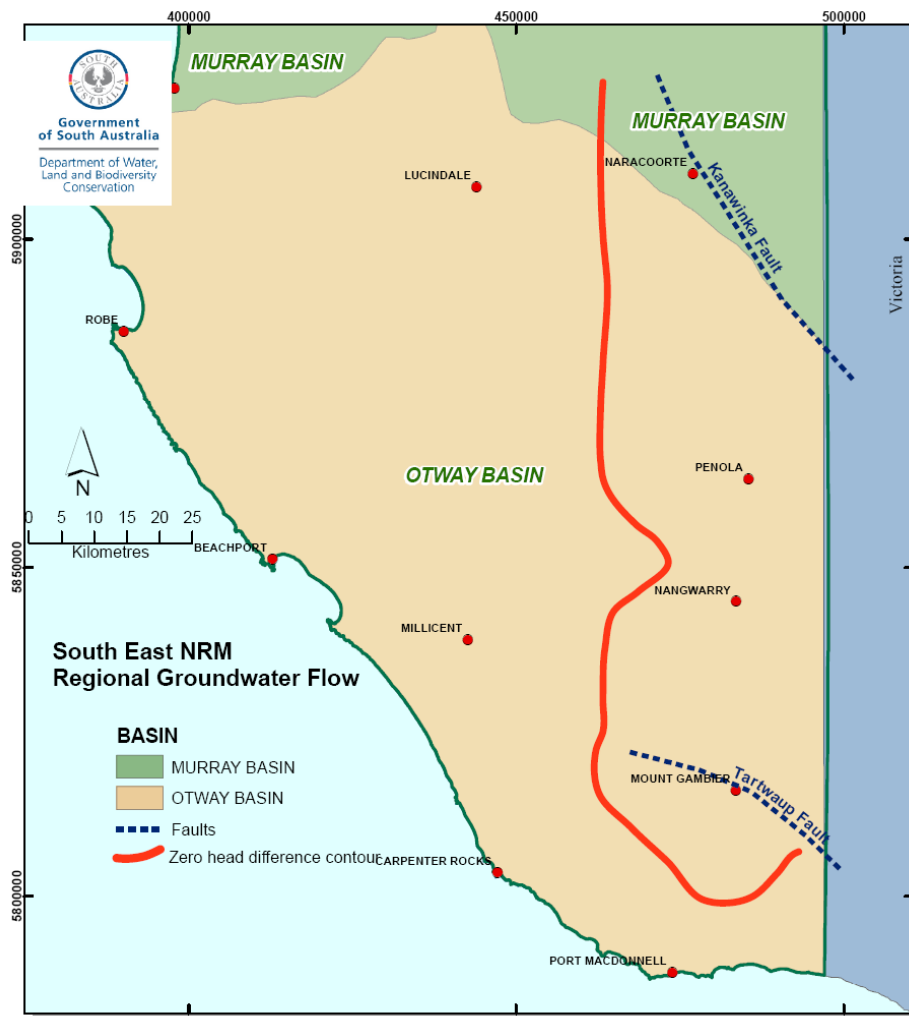 400000
450000
500000
MURRAY BASIN
SOUTH
AUSTRALIA
Government
of South Australia
Department of Water,
Land and Biodiversity
Conservation
MURRAY BASIN
NARACOORTE
LUCINDALE
Kanawinka Fault
5900000
Victoria
ROBE
OTWAY BASIN
PENOLA
N
0 5 10 15 20 25
Kilometres
BEACHPORT
5850000
NANGWARRY
MILLICENT
South East NRM
Regional Groundwater Flow
BASIN
MURRAY BASIN
OTWAY BASIN
Faults
Zero head difference contour
MOUNT GAMBIER
Tartwaup Fault
CARPENTER ROCKS
5800000
PORT MACDONNELL